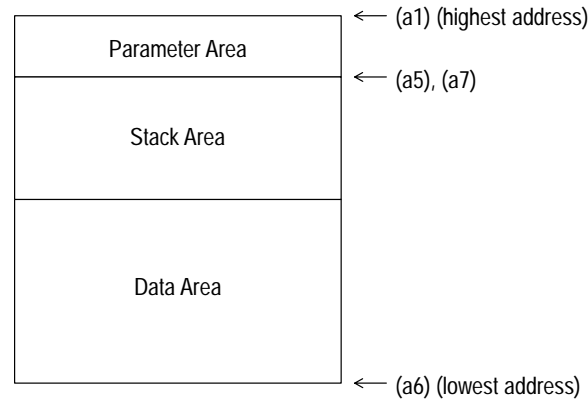 (a1) (highest address)
Parameter Area
(a5), (a7)
Stack Area
Data Area
(a6) (lowest address)